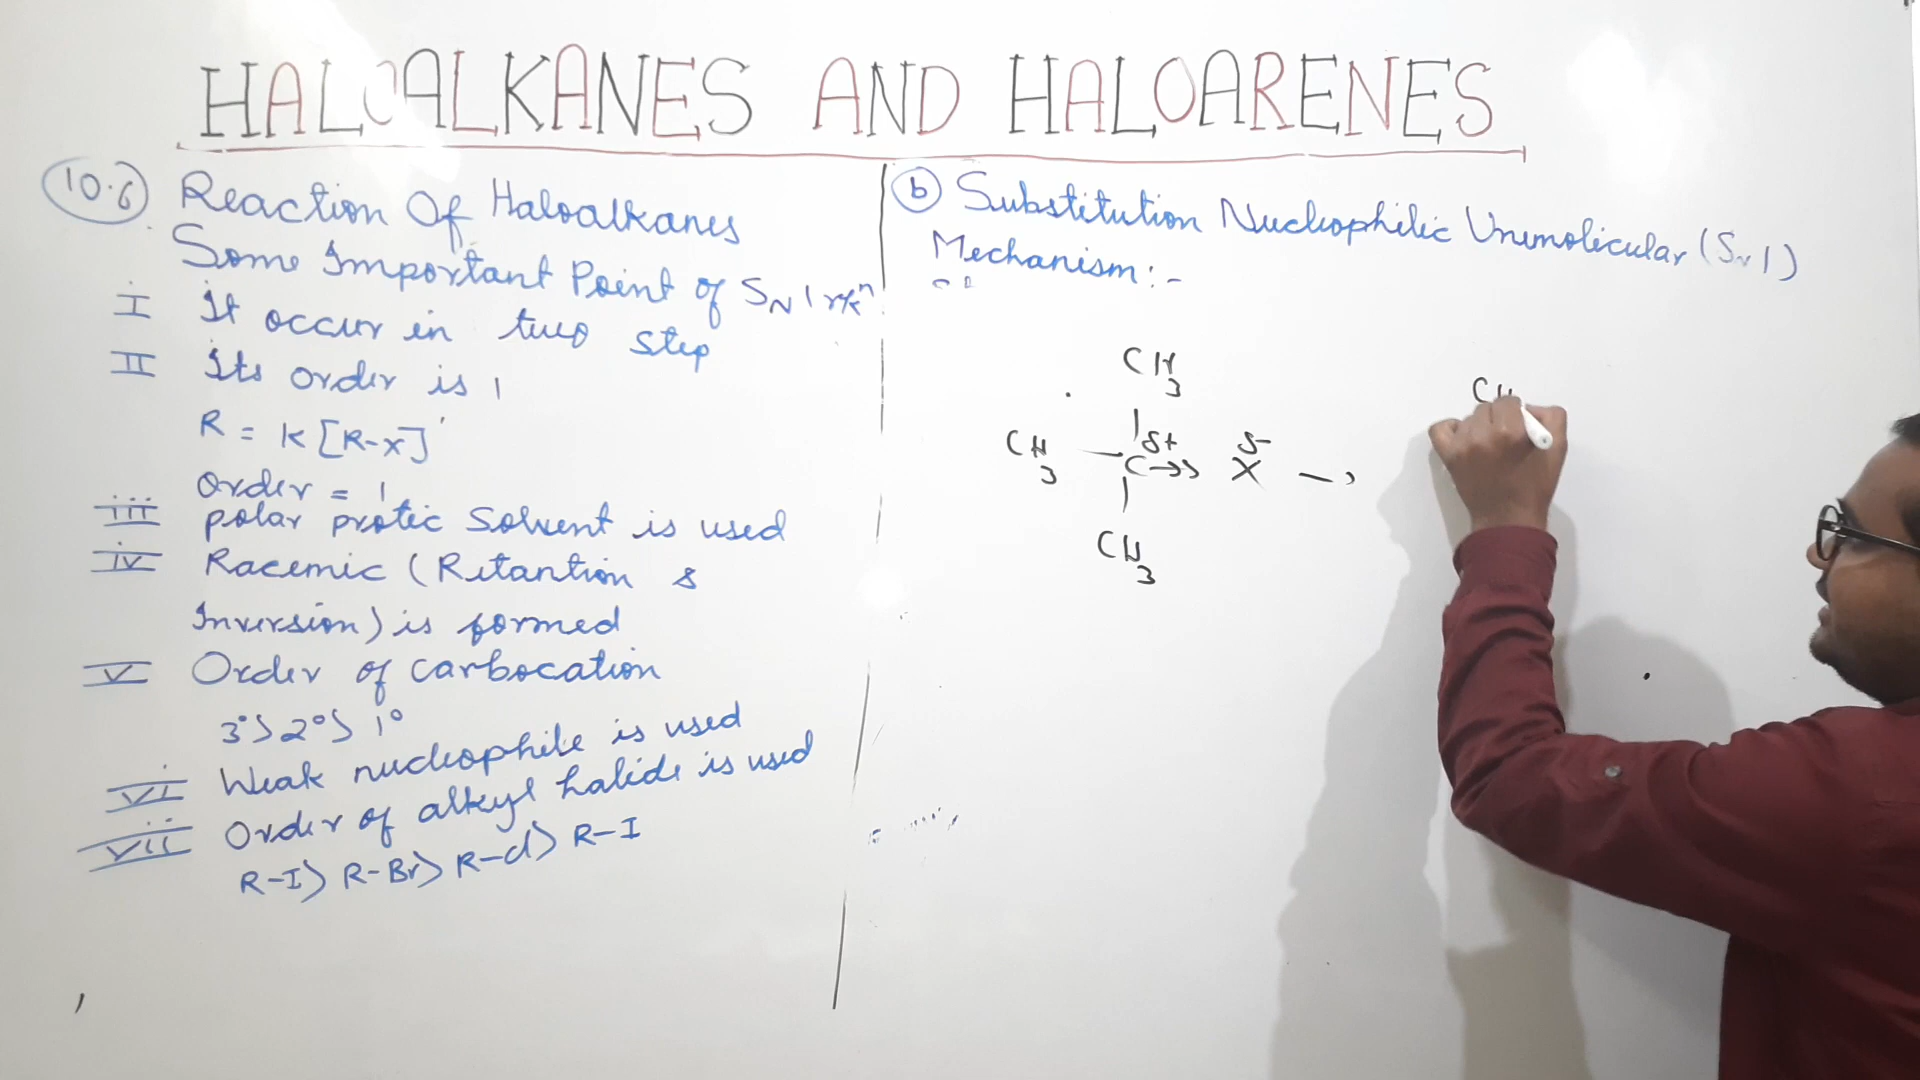 HALOALKANES AND HALOARENES
10.6 Reaction Of Haloalkanes
Some Important Point of SN1 rxn
i It occur in two step
II Its order is 1
R = K[R-X]'
Order = 1
iii polar protic Solvent is used
iv Racemic (Retantion &
Inversion) is formed
V Order of carbocation
3°>2°>1°
vi Weak nucleophile is used
vii Order of alkyl halide is used
R-I> R-Br> R-Cl> R-I
b Substitution Nucleophilic Unimolicular (SN1)
Mechanism:-
CH3
CH3 - C →> X →
δ+ δ-
CH3
CH